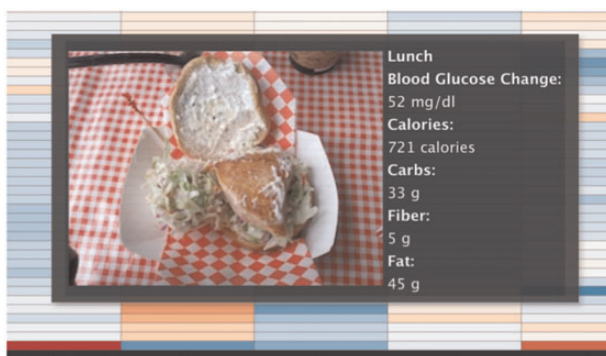 Lunch
Blood Glucose Change:
52 mg/dl
Calories:
721 calories
Carbs:
33 g
Fiber:
5 g
Fat:
45 g